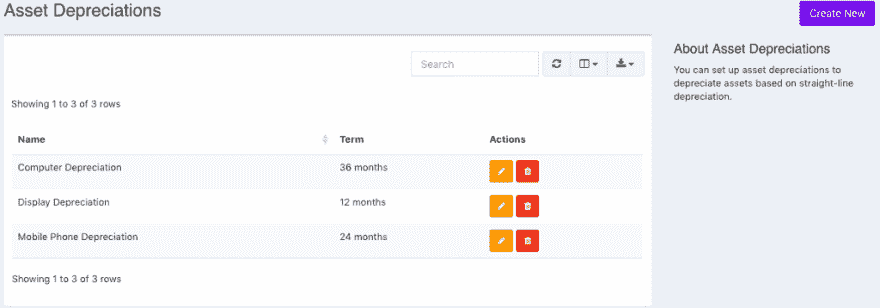 Asset Depreciations
Create New
Search
Showing 1 to 3 of 3 rows
Name Term Actions
Computer Depreciation 36 months
Display Depreciation 12 months
Mobile Phone Depreciation 24 months
Showing 1 to 3 of 3 rows
About Asset Depreciations
You can set up asset depreciations to
depreciate assets based on straight-line
depreciation.